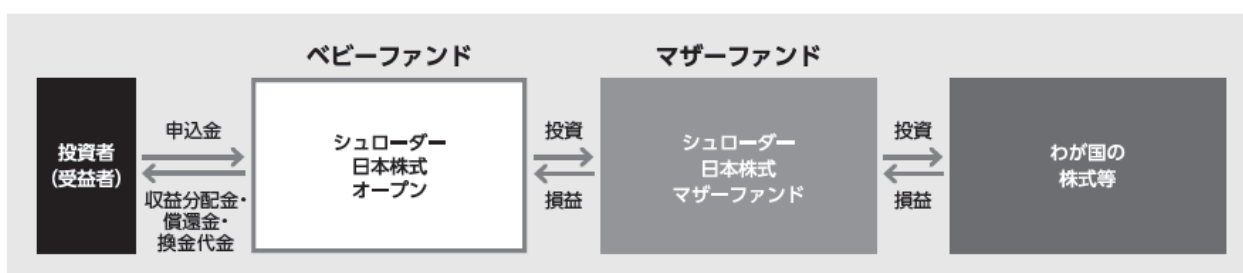 ベビーファンド
マザーファンド
投資者
(受益者)
申込金
収益分配金・
償還金・
換金代金
シュローダー
日本株式
オープン
投資
損益
シュローダー
日本株式
マザーファンド
投資
損益
わが国の
株式等